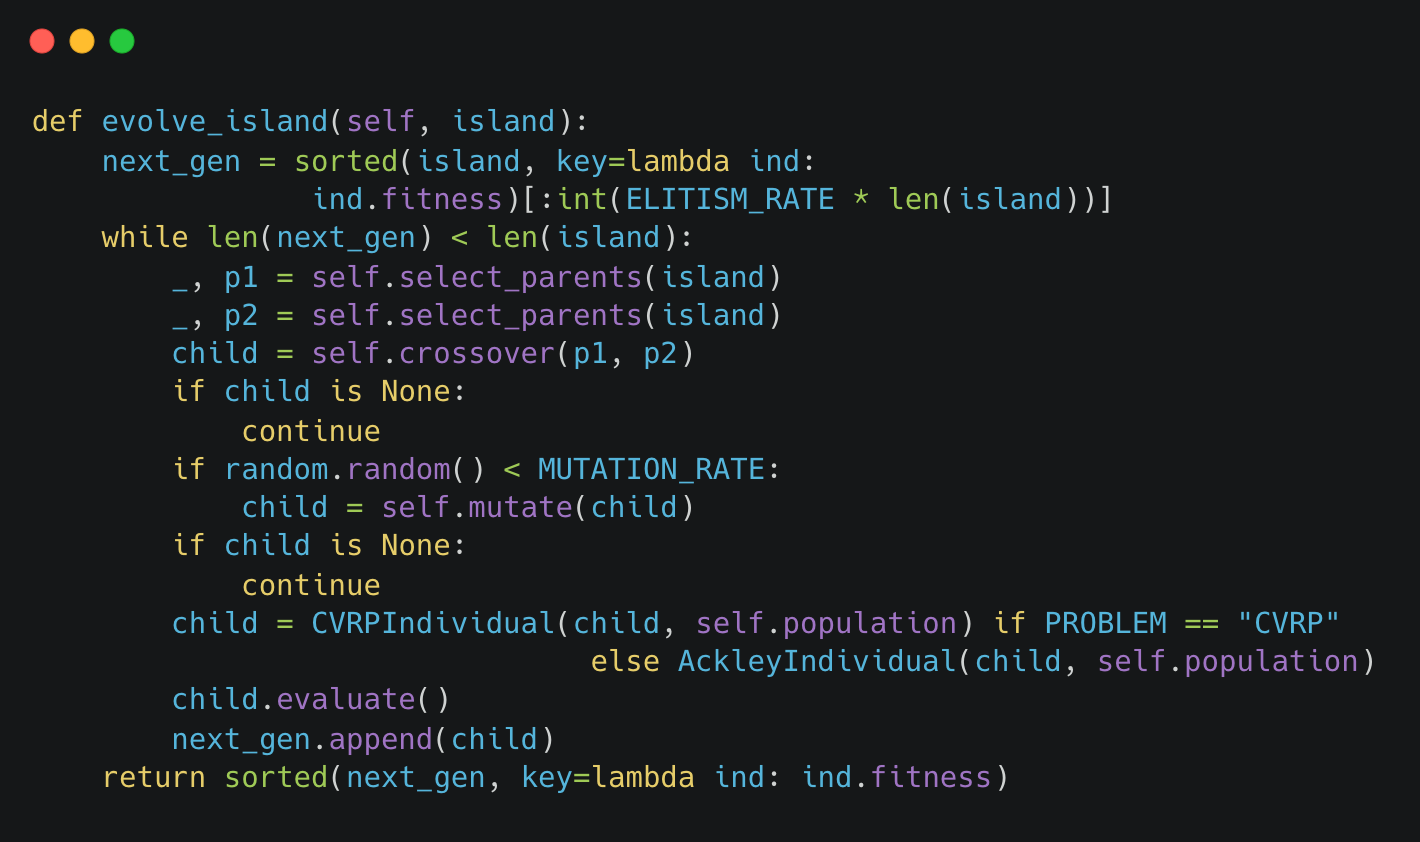 def evolve_island(self, island):
    next_gen = sorted(island, key=lambda ind:
                ind.fitness)[:int(ELITISM_RATE * len(island))]
    while len(next_gen) < len(island):
        _, p1 = self.select_parents(island)
        _, p2 = self.select_parents(island)
        child = self.crossover(p1, p2)
        if child is None:
            continue
        if random.random() < MUTATION_RATE:
            child = self.mutate(child)
        if child is None:
            continue
        child = CVRPIndividual(child, self.population) if PROBLEM == "CVRP"
                                else AckleyIndividual(child, self.population)
        child.evaluate()
        next_gen.append(child)
    return sorted(next_gen, key=lambda ind: ind.fitness)